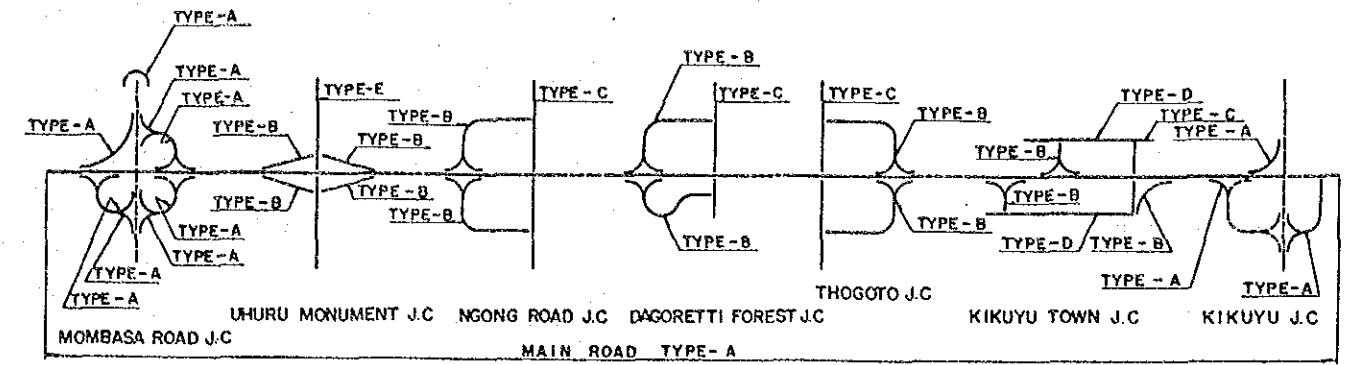 TYPE-A
TYPE-A
TYPE-A
TYPE-A
TYPE-B
TYPE-E
TYPE-B
TYPE-B
TYPE-C
TYPE-B
TYPE-C
TYPE-C
TYPE-B
TYPE-D
TYPE-C
TYPE-A
TYPE-B
TYPE-A
TYPE-A
TYPE-A
TYPE-A
TYPE-B
TYPE-B
TYPE-B
TYPE-B
TYPE-B
TYPE-B
TYPE-D
TYPE-B
TYPE-A
TYPE-A
MOMBASA ROAD J.C
UHURU MONUMENT J.C
NGONG ROAD J.C
DAGORETTI FOREST J.C
THOGOTO J.C
KIKUYU TOWN J.C
KIKUYU J.C
MAIN ROAD TYPE-A